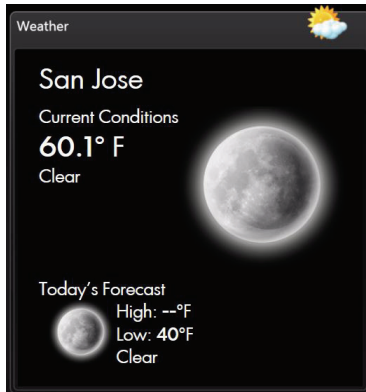 Weather
San Jose
Current Conditions
60.1° F
Clear
Today's Forecast
High: --°F
Low: 40°F
Clear